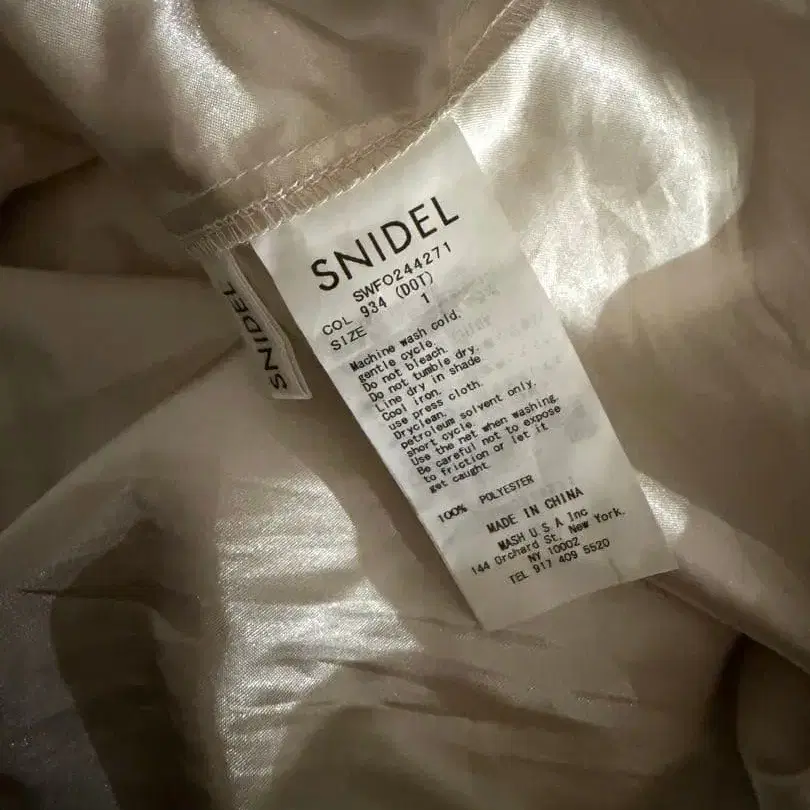 SNIDEL
SWFO244271
COL 934 (DOT)
SIZE 1
Machine wash cold.
gentle cycle.
Do not bleach.
Do not tumble dry.
Line dry in shade
Cool iron.
use press cloth.
Dryclean.
petroleum solvent only.
short cycle.
Use the net when washing.
Be careful not to expose
to friction or let it
get caught.
100% POLYESTER
MADE IN CHINA
MASH U S A Inc
144 Orchard St, New York.
NY 10002
TEL 917 409 5520
SNIDEL